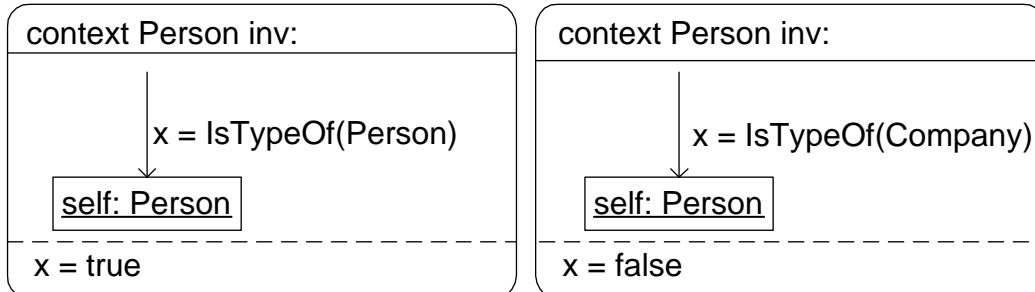 context Person inv:
x = IsTypeOf(Person)
self: Person
x = true
context Person inv:
x = IsTypeOf(Company)
self: Person
x = false